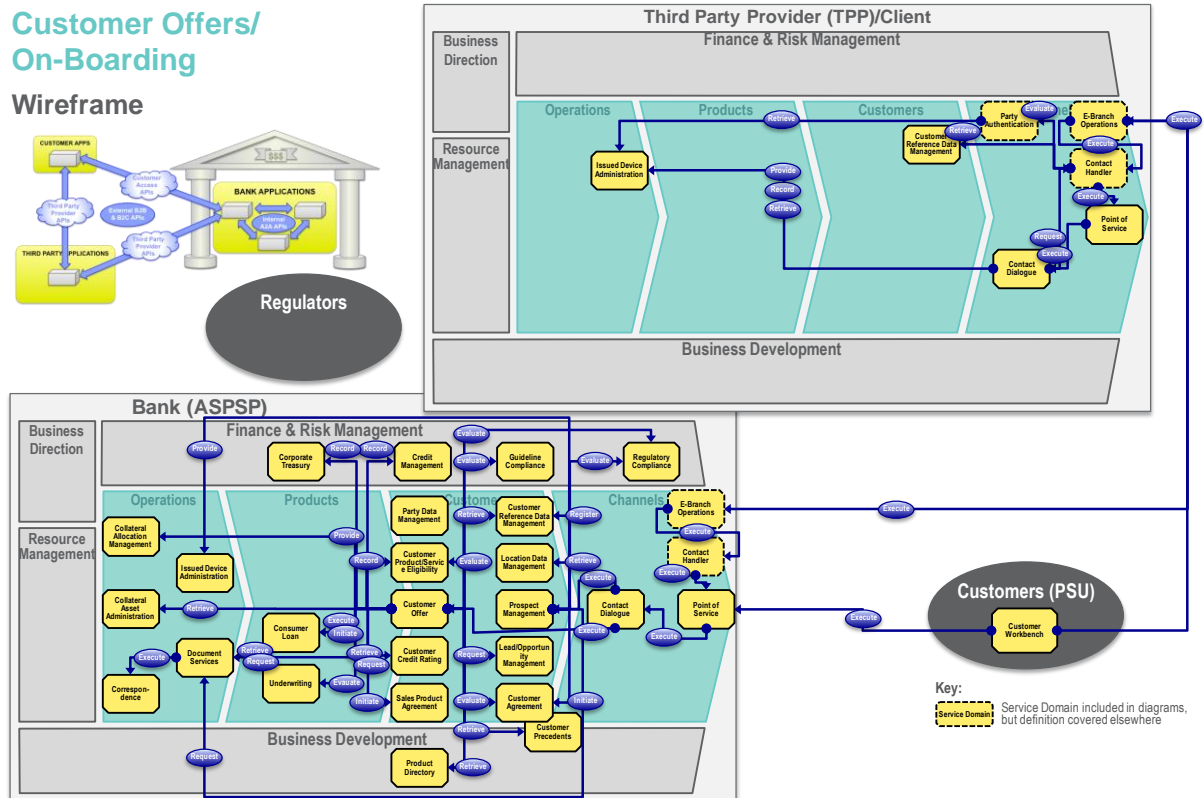 Customer Offers/
On-Boarding
Wireframe
CUSTOMER APPS
Customer
Access
APIs
$$$
BANK APPLICATIONS
Third Party
Provider
APIs
External B2B
& B2C APIs
Internal
A2A APIs
THIRD PARTY APPLICATIONS
Third Party
Provider
APIs
Regulators
Third Party Provider (TPP)/Client
Business
Direction
Finance & Risk Management
Resource
Management
Operations
Products
Customers
Evaluate
Retrieve
Party
Authentication
E-Branch
Operations
Execute
Customer
Reference Data
Management
Retrieve
Execute
Issued Device
Administration
Provide
Record
Retrieve
Contact
Handler
Execute
Point of
Service
Request
Execute
Contact
Dialogue
Business Development
Bank (ASPSP)
Business
Direction
Finance & Risk Management
Provide
Evaluate
Corporate
Treasury
Record
Record
Credit
Management
Evaluate
Guideline
Compliance
Evaluate
Regulatory
Compliance
Resource
Management
Operations
Products
Custome
Channels
Party Data
Management
Retrieve
Customer
Reference Data
Management
Register
E-Branch
Operations
Execute
Execute
Collateral
Allocation
Management
Provide
Contact
Handler
Issued Device
Administration
Record
Customer
Product/Servic
e Eligibility
Evaluate
Location Data
Management
Retrieve
Execute
Execute
Collateral
Asset
Administration
Retrieve
Customer
Offer
Prospect
Management
Contact
Dialogue
Point of
Service
Execute
Initiate
Consumer
Loan
Execute
Execute
Document
Services
Execute
Retrieve
Request
Retrieve
Request
Customer
Credit Rating
Request
Lead/Opportu
nity
Management
Correspon-
dence
Underwriting
Evauate
Initiate
Sales Product
Agreement
Evaluate
Customer
Agreement
Initiate
Business Development
Retrieve
Customer
Precedents
Request
Product
Directory
Retrieve
Customers (PSU)
Execute
Customer
Workbench
Key:
Service Domain
Service Domain included in diagrams,
but definition covered elsewhere